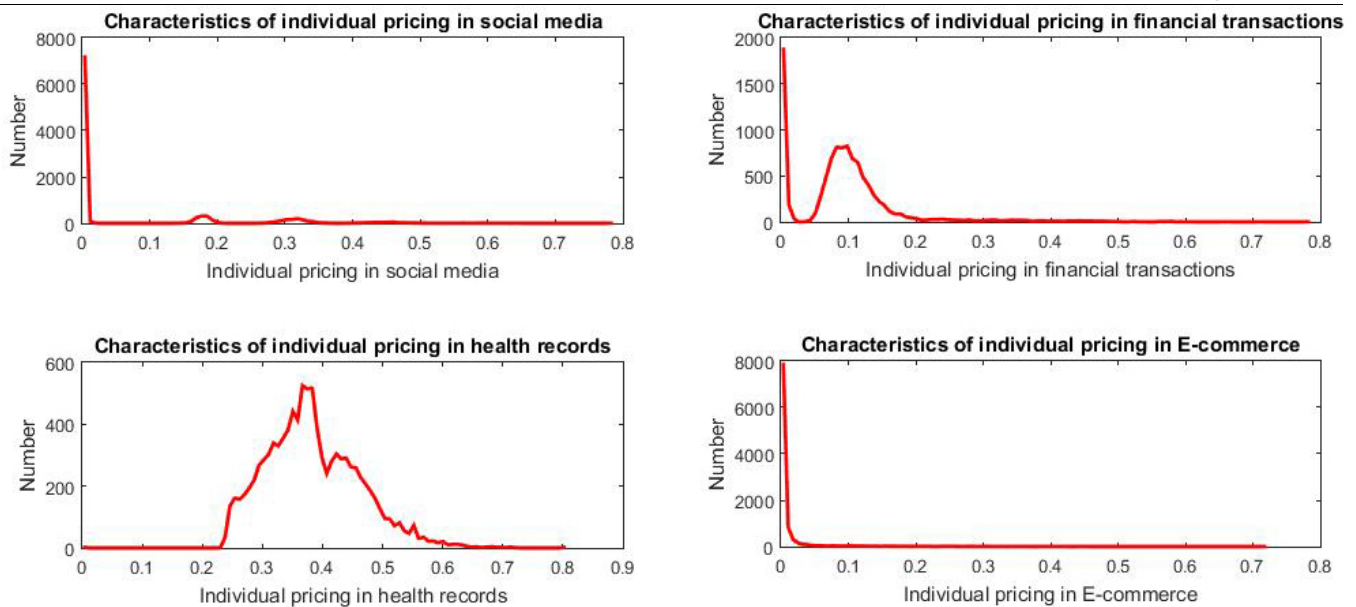 Characteristics of individual pricing in social media
8000
6000
4000
2000
0
Number
0 0.1 0.2 0.3 0.4 0.5 0.6 0.7 0.8
Individual pricing in social media
Characteristics of individual pricing in financial transactions
2000
1500
1000
500
0
Number
0 0.1 0.2 0.3 0.4 0.5 0.6 0.7 0.8
Individual pricing in financial transactions
Characteristics of individual pricing in health records
600
400
200
0
Number
0 0.1 0.2 0.3 0.4 0.5 0.6 0.7 0.8 0.9
Individual pricing in health records
Characteristics of individual pricing in E-commerce
8000
6000
4000
2000
0
Number
0 0.1 0.2 0.3 0.4 0.5 0.6 0.7 0.8
Individual pricing in E-commerce